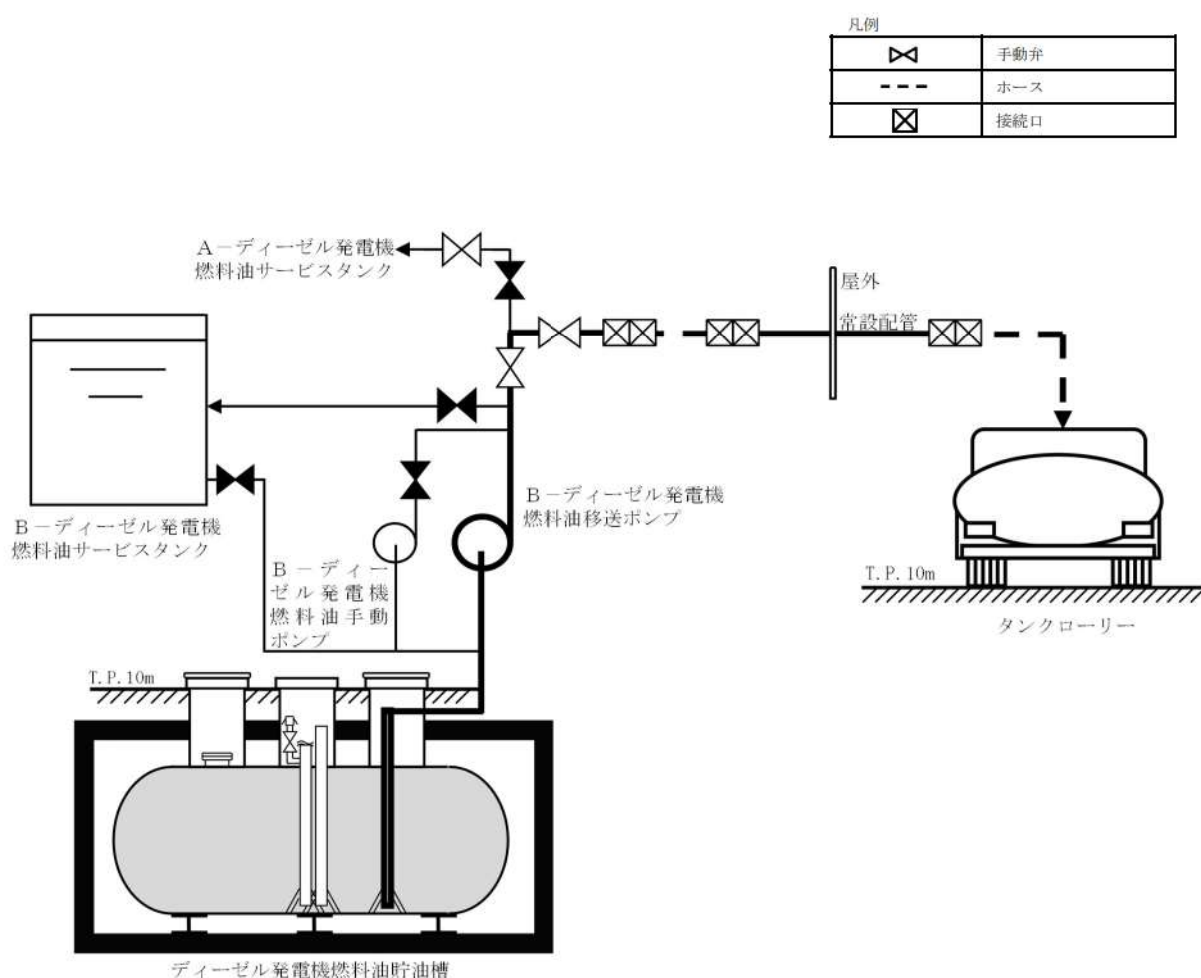 凡例
手動弁
ホース
接続口
A－ディーゼル発電機
燃料油サービスタンク
屋外
常設配管
B－ディーゼル発電機
燃料油移送ポンプ
B－ディーゼル発電機
燃料油サービスタンク
B－ディー
ゼル発電機
燃料油手動
ポンプ
T.P.10m
タンクローリー
T.P.10m
ディーゼル発電機燃料油貯油槽